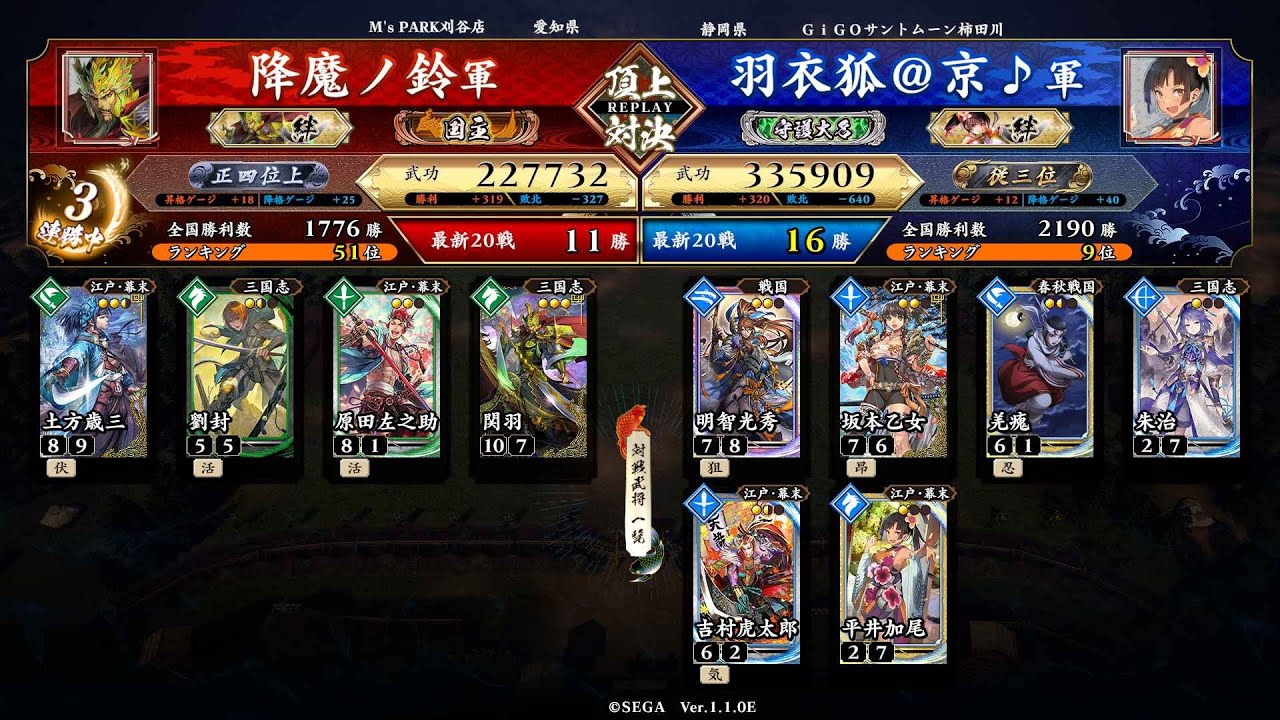 M's PARK刈谷店 愛知県
静岡県 GiGOサントムーン柿田川
降魔ノ鈴軍
頂上
REPLAY
対決
羽衣狐@京♪軍
絆
国主
守護大名
絆
3
連勝中
正四位上
昇格ゲージ +18 降格ゲージ +25
武功 227732
勝利 +319 敗北 -327
武功 335909
勝利 +320 敗北 -640
従三位
昇格ゲージ +12 降格ゲージ +40
全国勝利数 1776勝
ランキング 51位
最新20戦 11勝
最新20戦 16勝
全国勝利数 2190勝
ランキング 9位
江戸・幕末
土方歳三
8 9
伏
三国志
劉封
5 5
活
江戸・幕末
原田左之助
8 1
活
三国志
関羽
10 7
対戦武将一覧
戦国
明智光秀
7 8
狙
江戸・幕末
坂本乙女
7 6
昂
春秋戦国
羌瘣
6 1
忍
三国志
朱治
2 7
江戸・幕末
吉村虎太郎
6 2
気
江戸・幕末
平井加尾
2 7
©SEGA Ver.1.1.0E